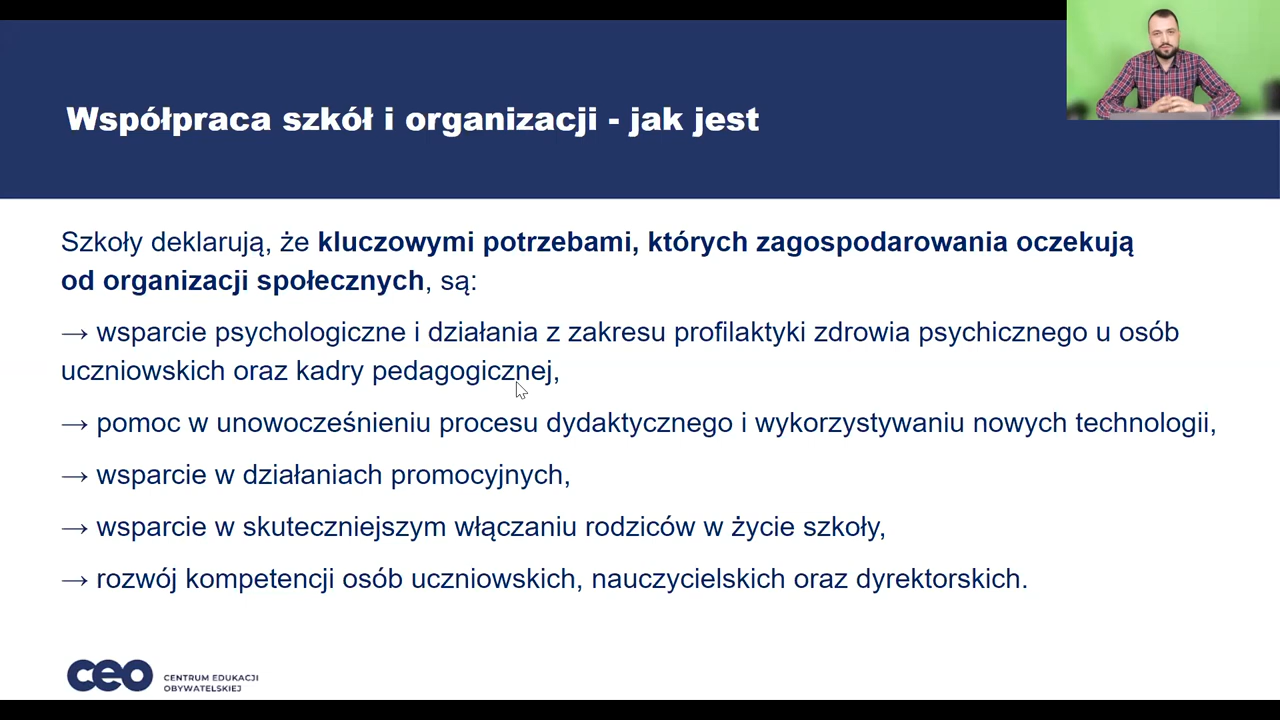 Współpraca szkół i organizacji - jak jest
Szkoły deklarują, że kluczowymi potrzebami, których zagospodarowania oczekują
od organizacji społecznych, są:
→ wsparcie psychologiczne i działania z zakresu profilaktyki zdrowia psychicznego u osób
uczniowskich oraz kadry pedagogicznej,
→ pomoc w unowocześnieniu procesu dydaktycznego i wykorzystywaniu nowych technologii,
→ wsparcie w działaniach promocyjnych,
→ wsparcie w skuteczniejszym włączaniu rodziców w życie szkoły,
→ rozwój kompetencji osób uczniowskich, nauczycielskich oraz dyrektorskich.
ceo CENTRUM EDUKACJI
OBYWATELSKIEJ